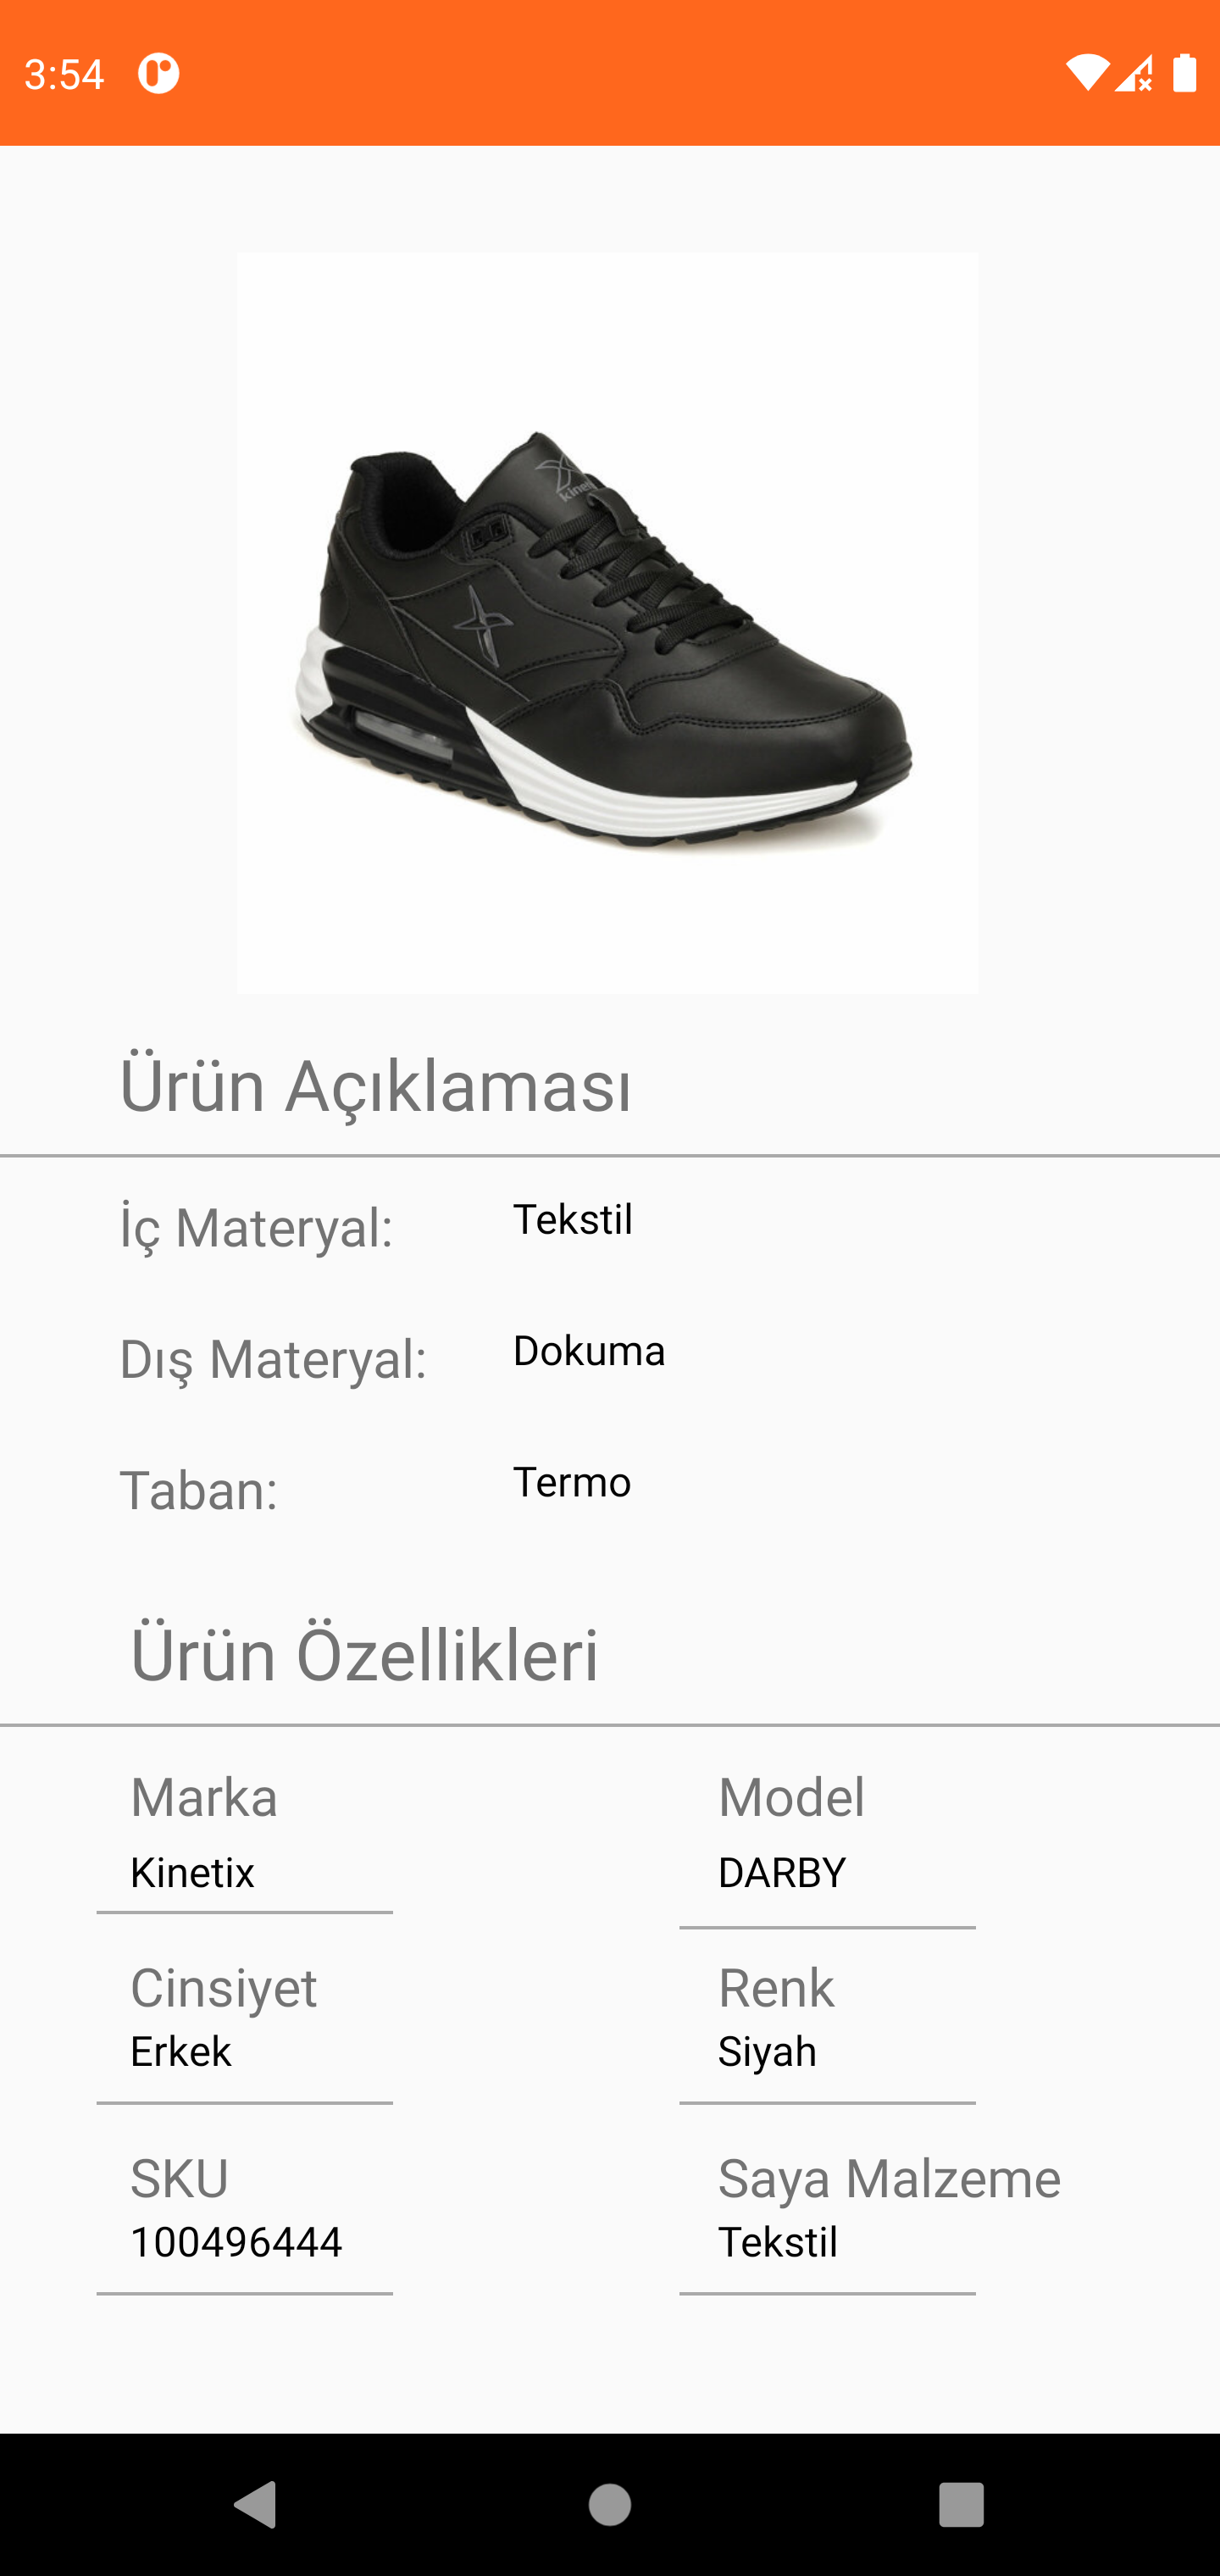 3:54
kinetix
Ürün Açıklaması
İç Materyal: Tekstil
Dış Materyal: Dokuma
Taban: Termo
Ürün Özellikleri
Marka Model
Kinetix DARBY
Cinsiyet Renk
Erkek Siyah
SKU Saya Malzeme
100496444 Tekstil